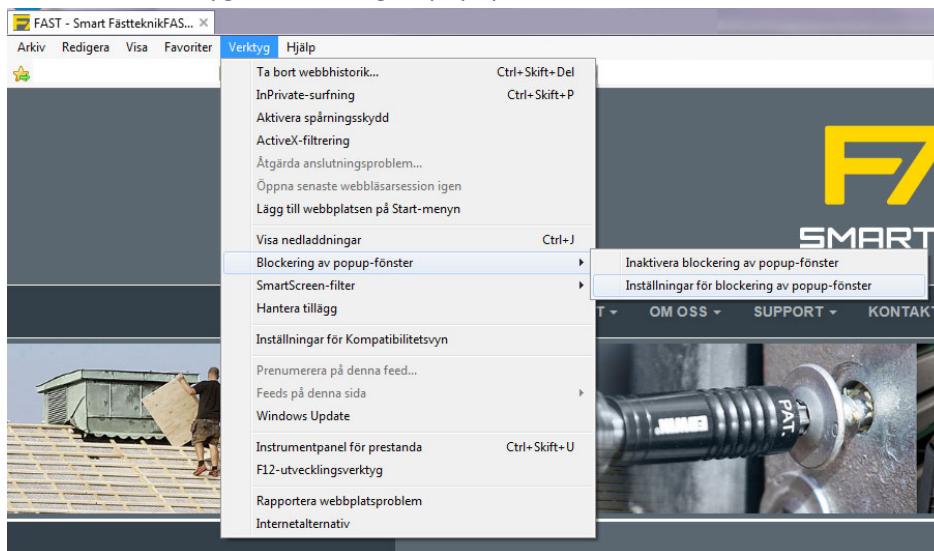 FAST - Smart FästteknikFAS...
Arkiv Redigera Visa Favoriter Verktyg Hjälp
Ta bort webbhistorik... Ctrl+Skift+Del
InPrivate-surfning Ctrl+Skift+P
Aktivera spårningsskydd
ActiveX-filtrering
Åtgärda anslutningsproblem...
Öppna senaste webbläsarsession igen
Lägg till webbplatsen på Start-menyn
Visa nedladdningar Ctrl+J
Blockering av popup-fönster
SmartScreen-filter
Hantera tillägg
Inställningar för Kompatibilitetsvyn
Prenumerera på denna feed...
Feeds på denna sida
Windows Update
Instrumentpanel för prestanda Ctrl+Skift+U
F12-utvecklingsverktyg
Rapportera webbplatsproblem
Internetalternativ
Inaktivera blockering av popup-fönster
Inställningar för blockering av popup-fönster
SMART
T OM OSS SUPPORT KONTAK
PAT.